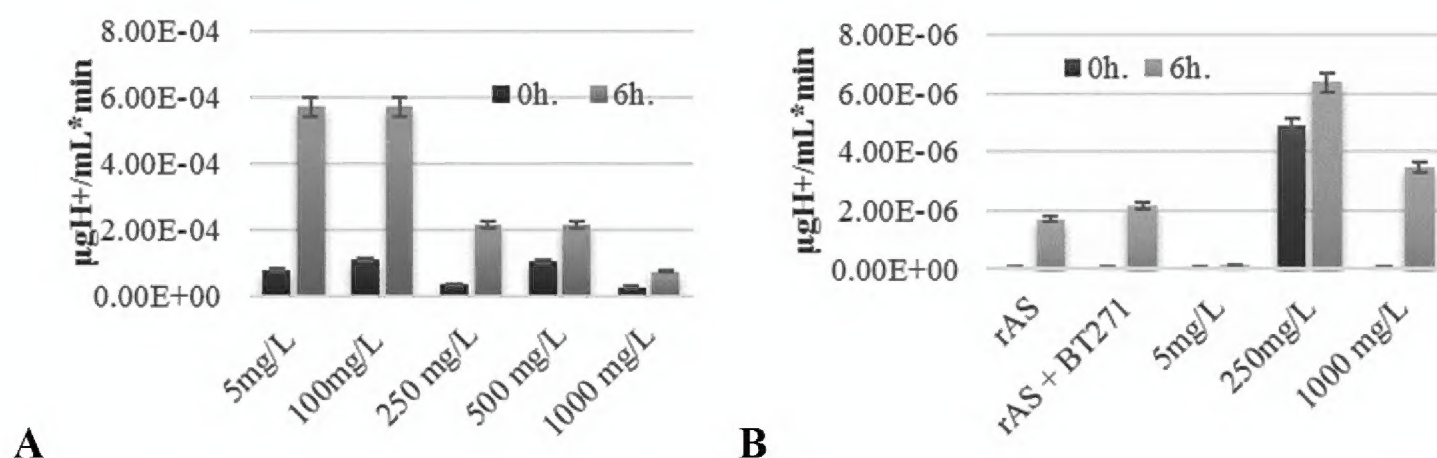 8.00E-04
6.00E-04
4.00E-04
2.00E-04
0.00E+00
µgH+/mL*min
0h. 6h.
5mg/L
100mg/L
250 mg/L
500 mg/L
1000 mg/L
A
8.00E-06
6.00E-06
4.00E-06
2.00E-06
0.00E+00
µgH+/mL*min
0h. 6h.
rAS
rAS + BT271
5mg/L
250mg/L
1000 mg/L
B